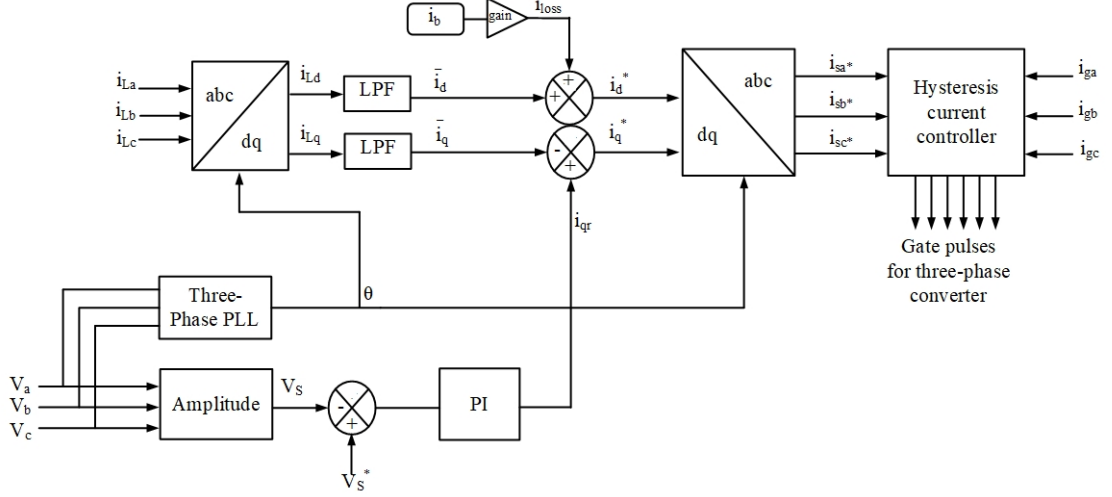 i_b
gain
i_loss
i_La
i_Lb
i_Lc
abc
dq
i_Ld
i_Lq
LPF
LPF
i̅_d
i̅_q
+
+
-
+
i_d*
i_q*
abc
dq
i_sa*
i_sb*
i_sc*
Hysteresis
current
controller
i_ga
i_gb
i_gc
i_qr
Gate pulses
for three-phase
converter
Three-
Phase PLL
θ
V_a
V_b
V_c
Amplitude
V_S
-
+
PI
V_S*